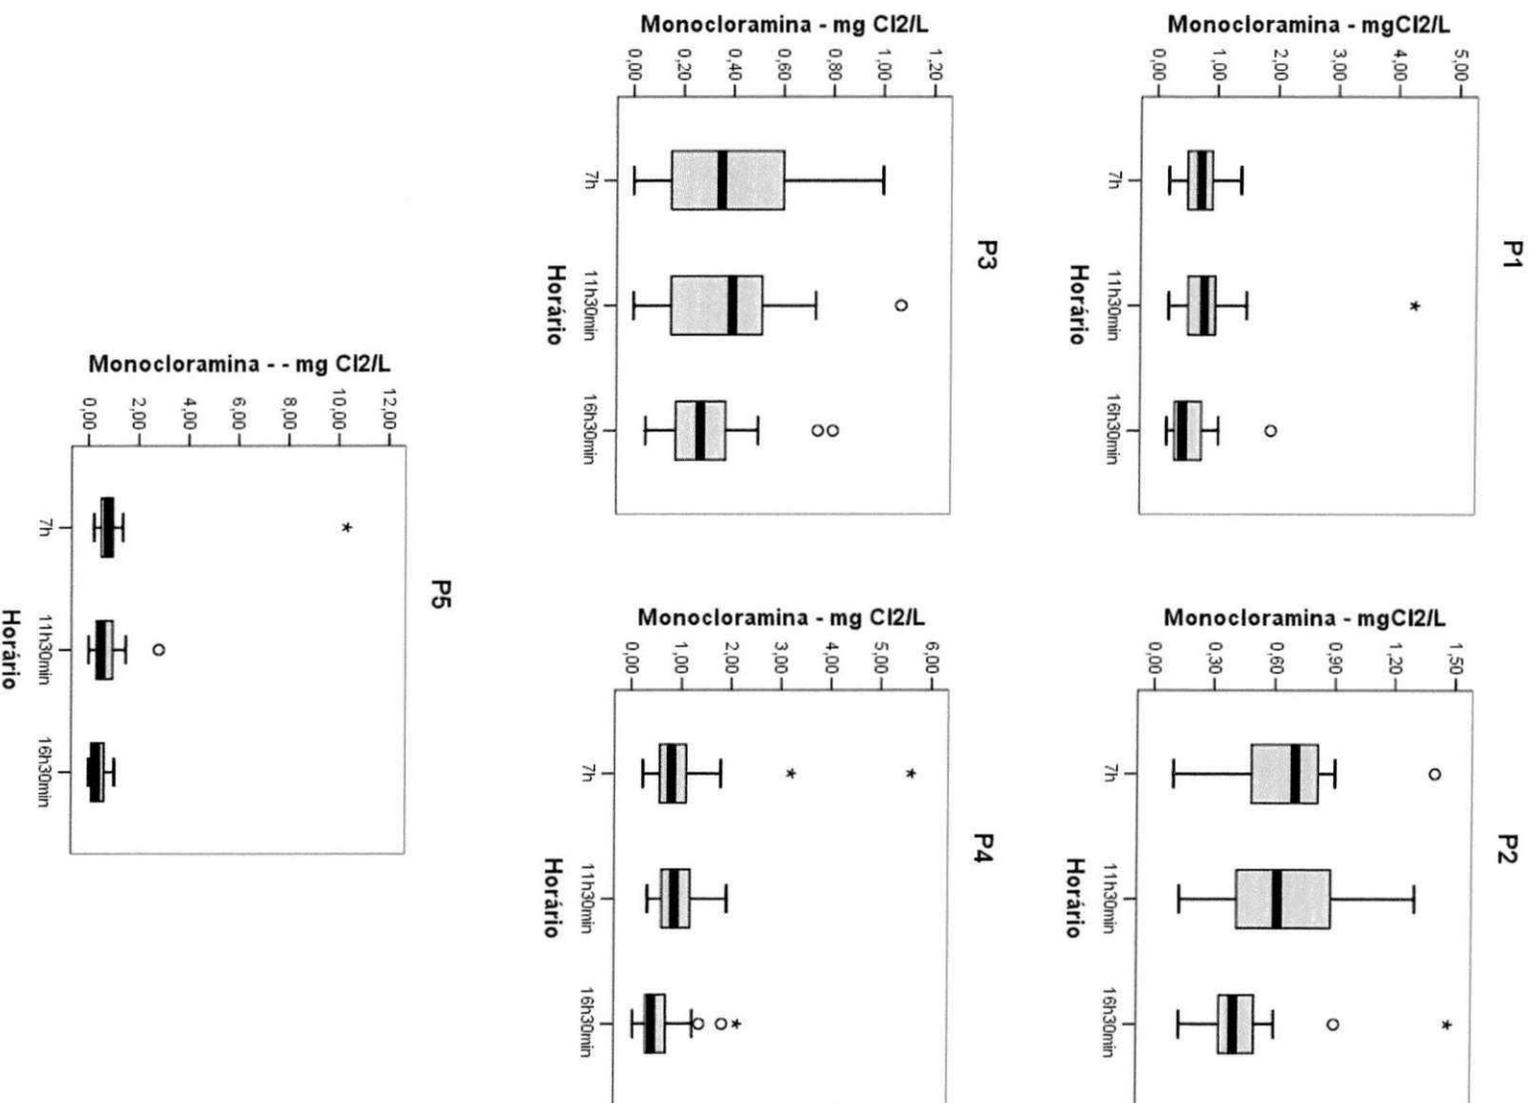 P1
Monocloramina - mgCl2/L
5,00
4,00
3,00
2,00
1,00
0,00
7h
11h30min
16h30min
Horário
P2
Monocloramina - mgCl2/L
1,50
1,20
0,90
0,60
0,30
0,00
7h
11h30min
16h30min
Horário
P3
Monocloramina - mg Cl2/L
1,20
1,00
0,80
0,60
0,40
0,20
0,00
7h
11h30min
16h30min
Horário
P4
Monocloramina - mg Cl2/L
6,00
5,00
4,00
3,00
2,00
1,00
0,00
7h
11h30min
16h30min
Horário
P5
Monocloramina - - mg Cl2/L
12,00
10,00
8,00
6,00
4,00
2,00
0,00
7h
11h30min
16h30min
Horário